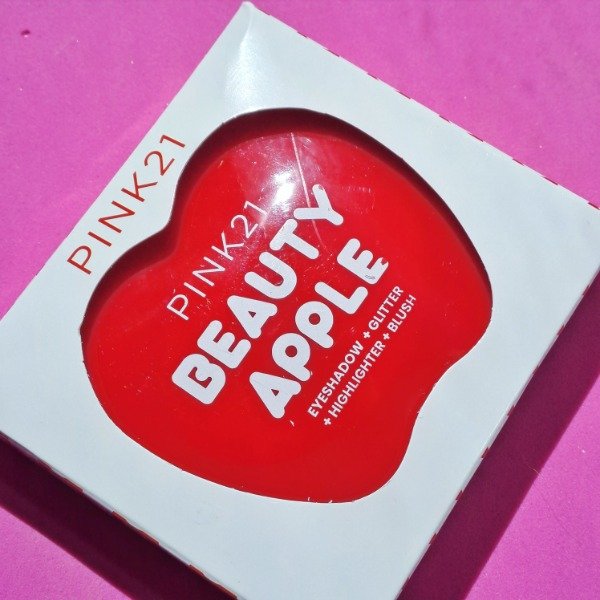 PINK21
PINK21
BEAUTY
APPLE
EYESHADOW + GLITTER
+ HIGHLIGHTER + BLUSH